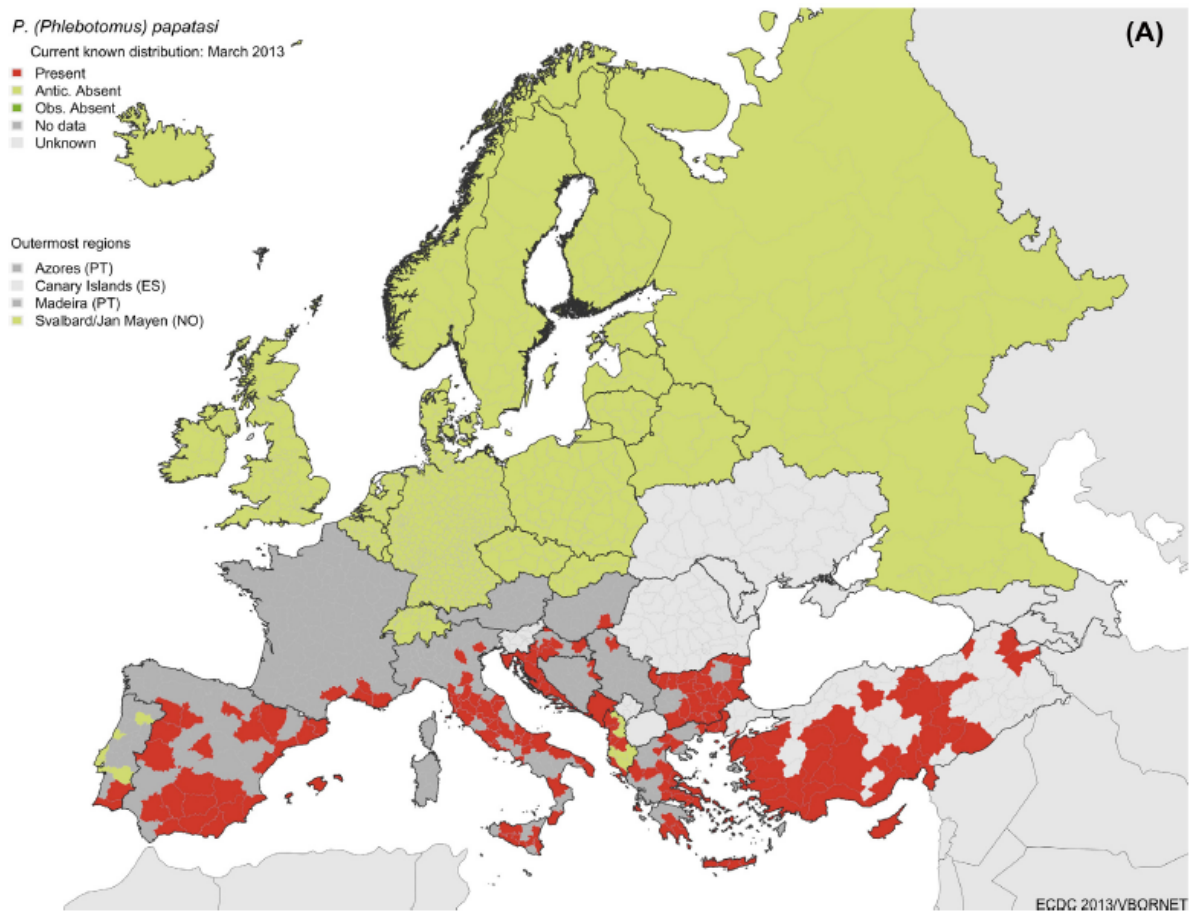 P. (Phlebotomus) papatasi
Current known distribution: March 2013
Present
Antic. Absent
Obs. Absent
No data
Unknown
Outermost regions
Azores (PT)
Canary Islands (ES)
Madeira (PT)
Svalbard/Jan Mayen (NO)
(A)
ECDC 2013/VBORNET